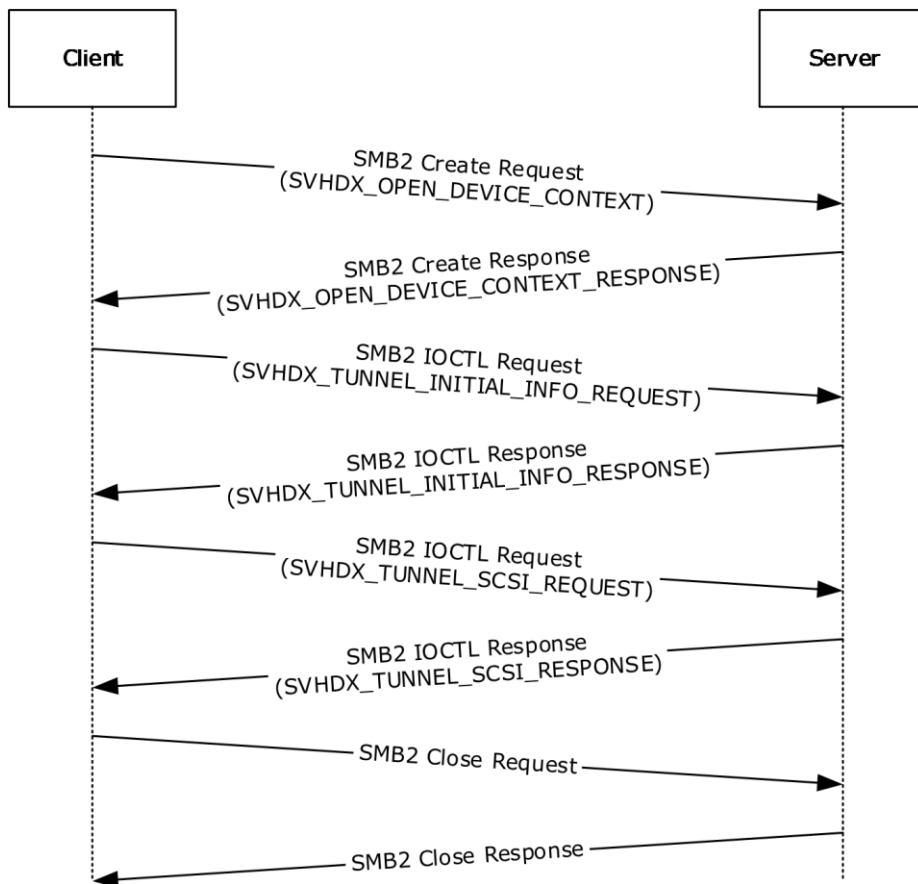 Client
Server
SMB2 Create Request
(SVHDX_OPEN_DEVICE_CONTEXT)
SMB2 Create Response
(SVHDX_OPEN_DEVICE_CONTEXT_RESPONSE)
SMB2 IOCTL Request
(SVHDX_TUNNEL_INITIAL_INFO_REQUEST)
SMB2 IOCTL Response
(SVHDX_TUNNEL_INITIAL_INFO_RESPONSE)
SMB2 IOCTL Request
(SVHDX_TUNNEL_SCSI_REQUEST)
SMB2 IOCTL Response
(SVHDX_TUNNEL_SCSI_RESPONSE)
SMB2 Close Request
SMB2 Close Response